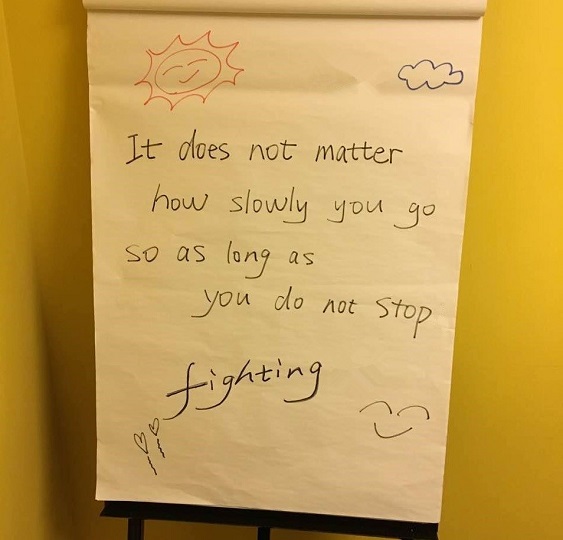 It does not matter
how slowly you go
so as long as
you do not stop
fighting